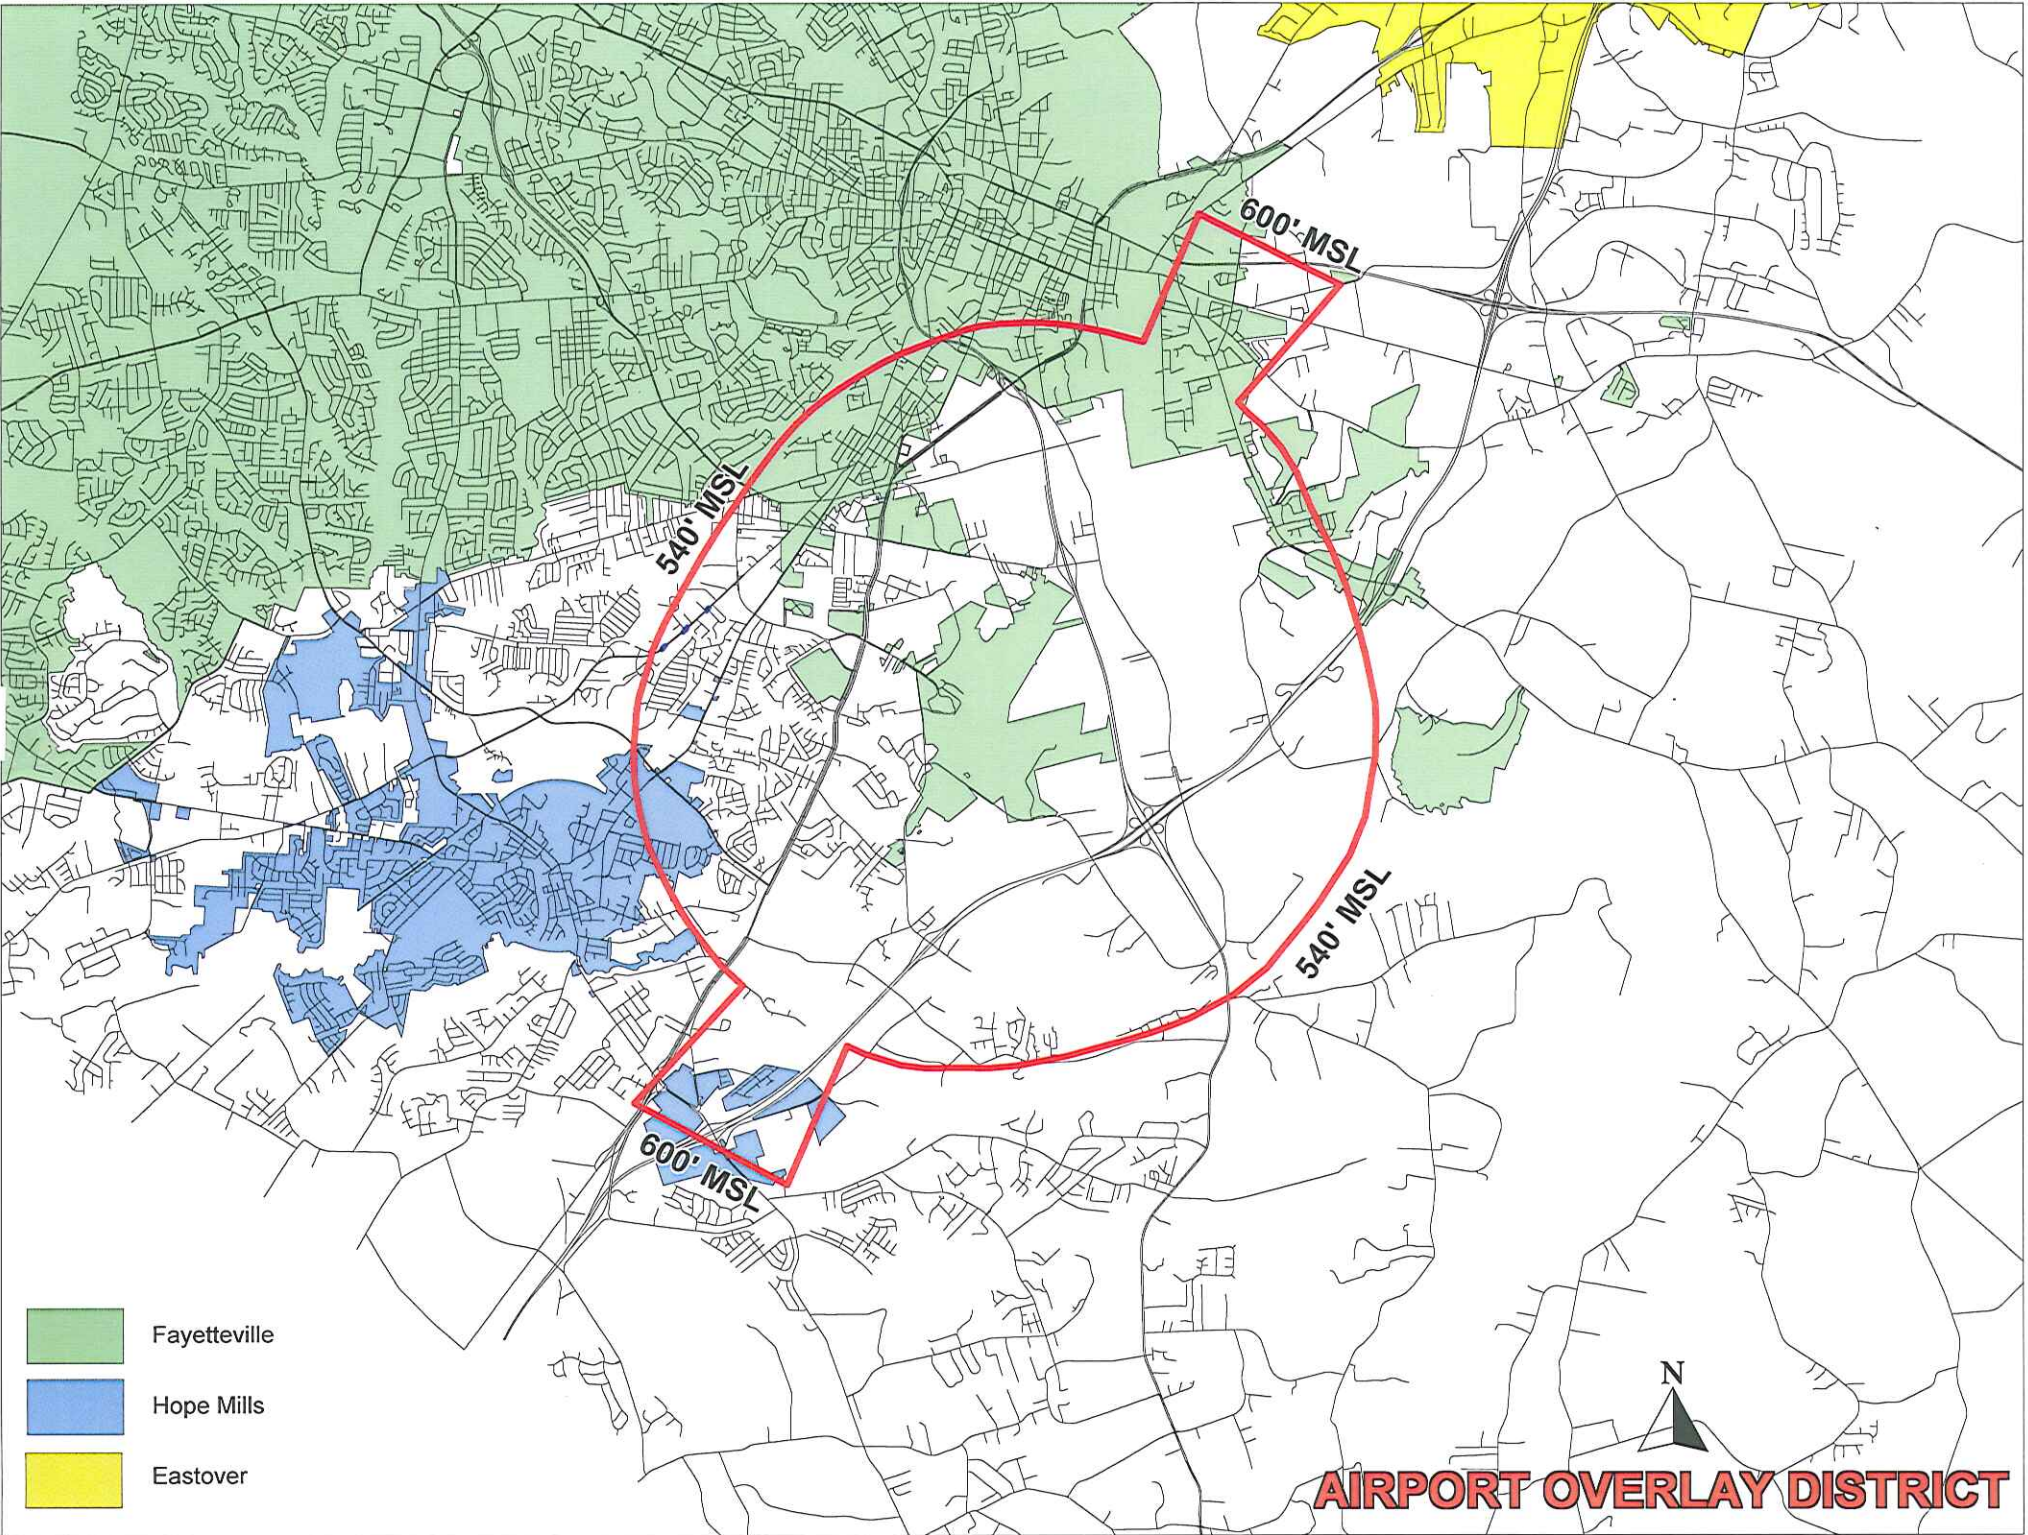 600' MSL
540' MSL
540' MSL
600' MSL
Fayetteville
Hope Mills
Eastover
N
AIRPORT OVERLAY DISTRICT